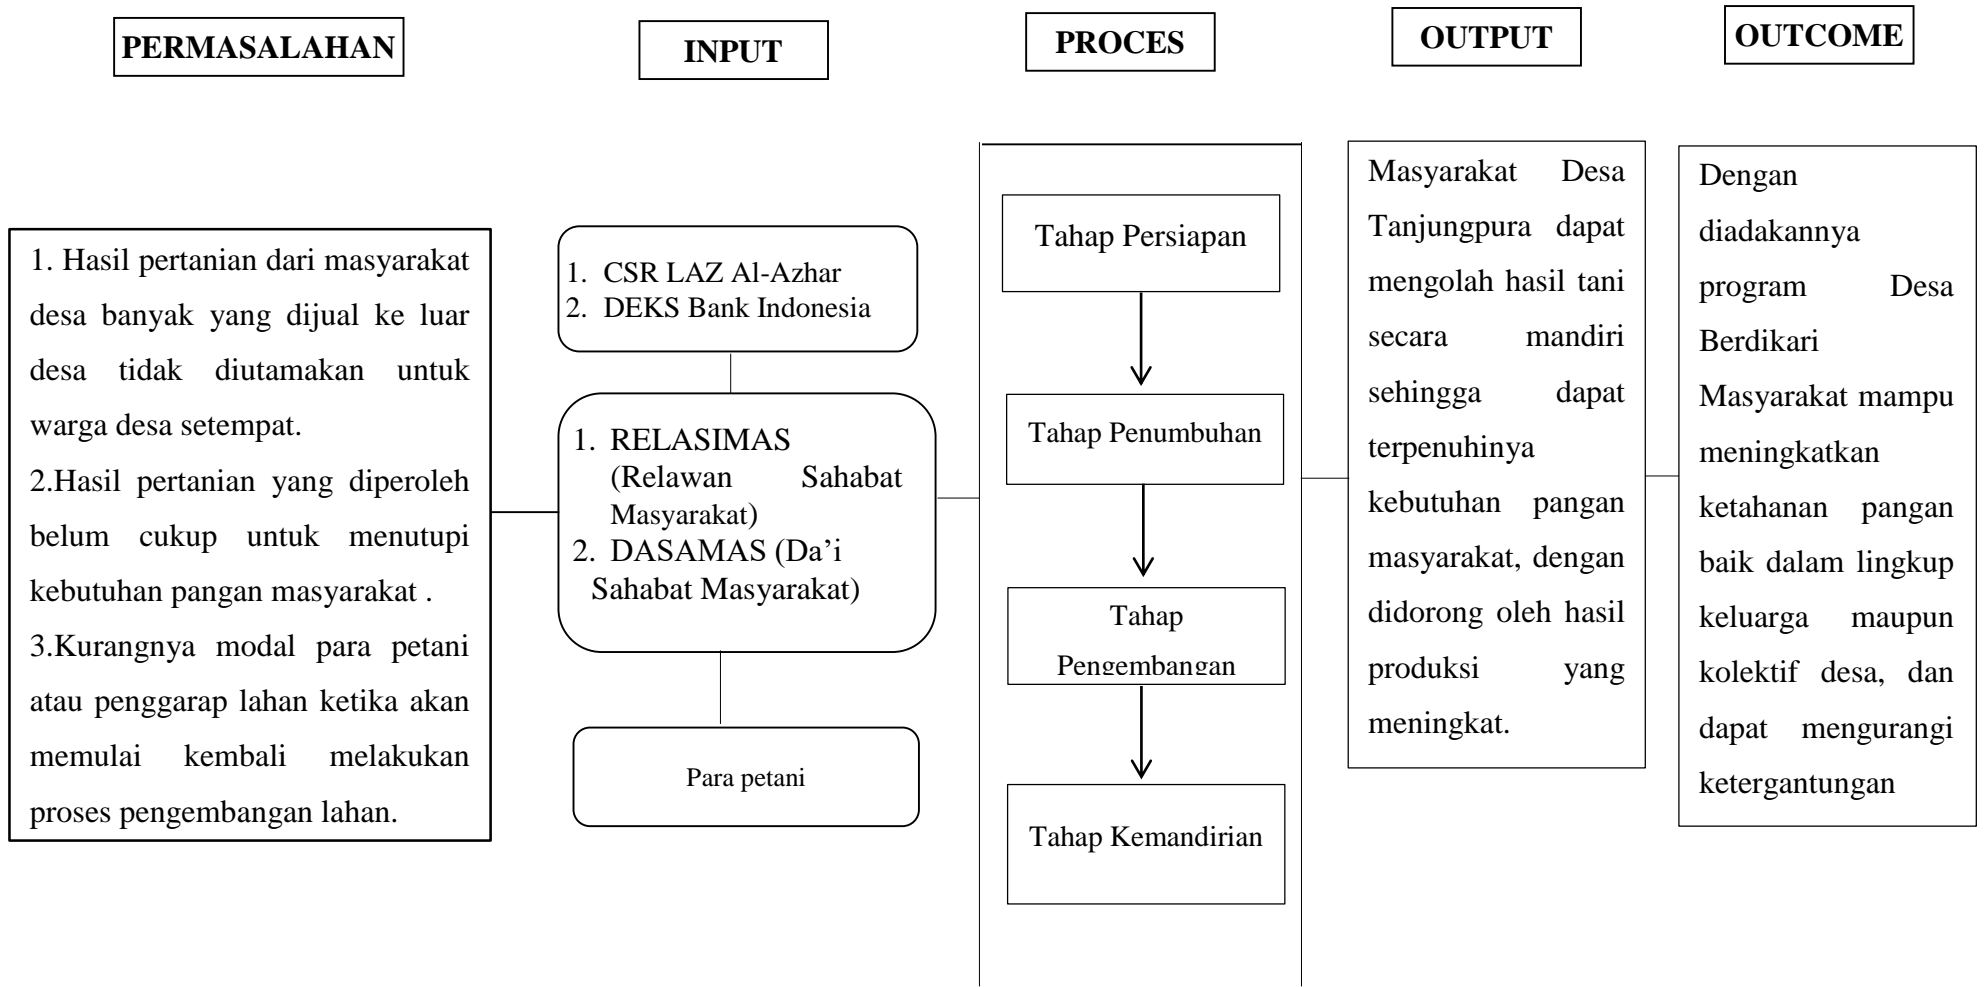 PERMASALAHAN
INPUT
PROCES
OUTPUT
OUTCOME
1. Hasil pertanian dari masyarakat
desa banyak yang dijual ke luar
desa tidak diutamakan untuk
warga desa setempat.
2.Hasil pertanian yang diperoleh
belum cukup untuk menutupi
kebutuhan pangan masyarakat .
3.Kurangnya modal para petani
atau penggarap lahan ketika akan
memulai kembali melakukan
proses pengembangan lahan.
1. CSR LAZ Al-Azhar
2. DEKS Bank Indonesia
1. RELASIMAS
(Relawan Sahabat
Masyarakat)
2. DASAMAS (Da’i
Sahabat Masyarakat)
Para petani
Tahap Persiapan
Tahap Penumbuhan
Tahap
Pengembangan
Tahap Kemandirian
Masyarakat Desa
Tanjungpura dapat
mengolah hasil tani
secara mandiri
sehingga dapat
terpenuhinya
kebutuhan pangan
masyarakat, dengan
didorong oleh hasil
produksi yang
meningkat.
Dengan
diadakannya
program Desa
Berdikari
Masyarakat mampu
meningkatkan
ketahanan pangan
baik dalam lingkup
keluarga maupun
kolektif desa, dan
dapat mengurangi
ketergantungan